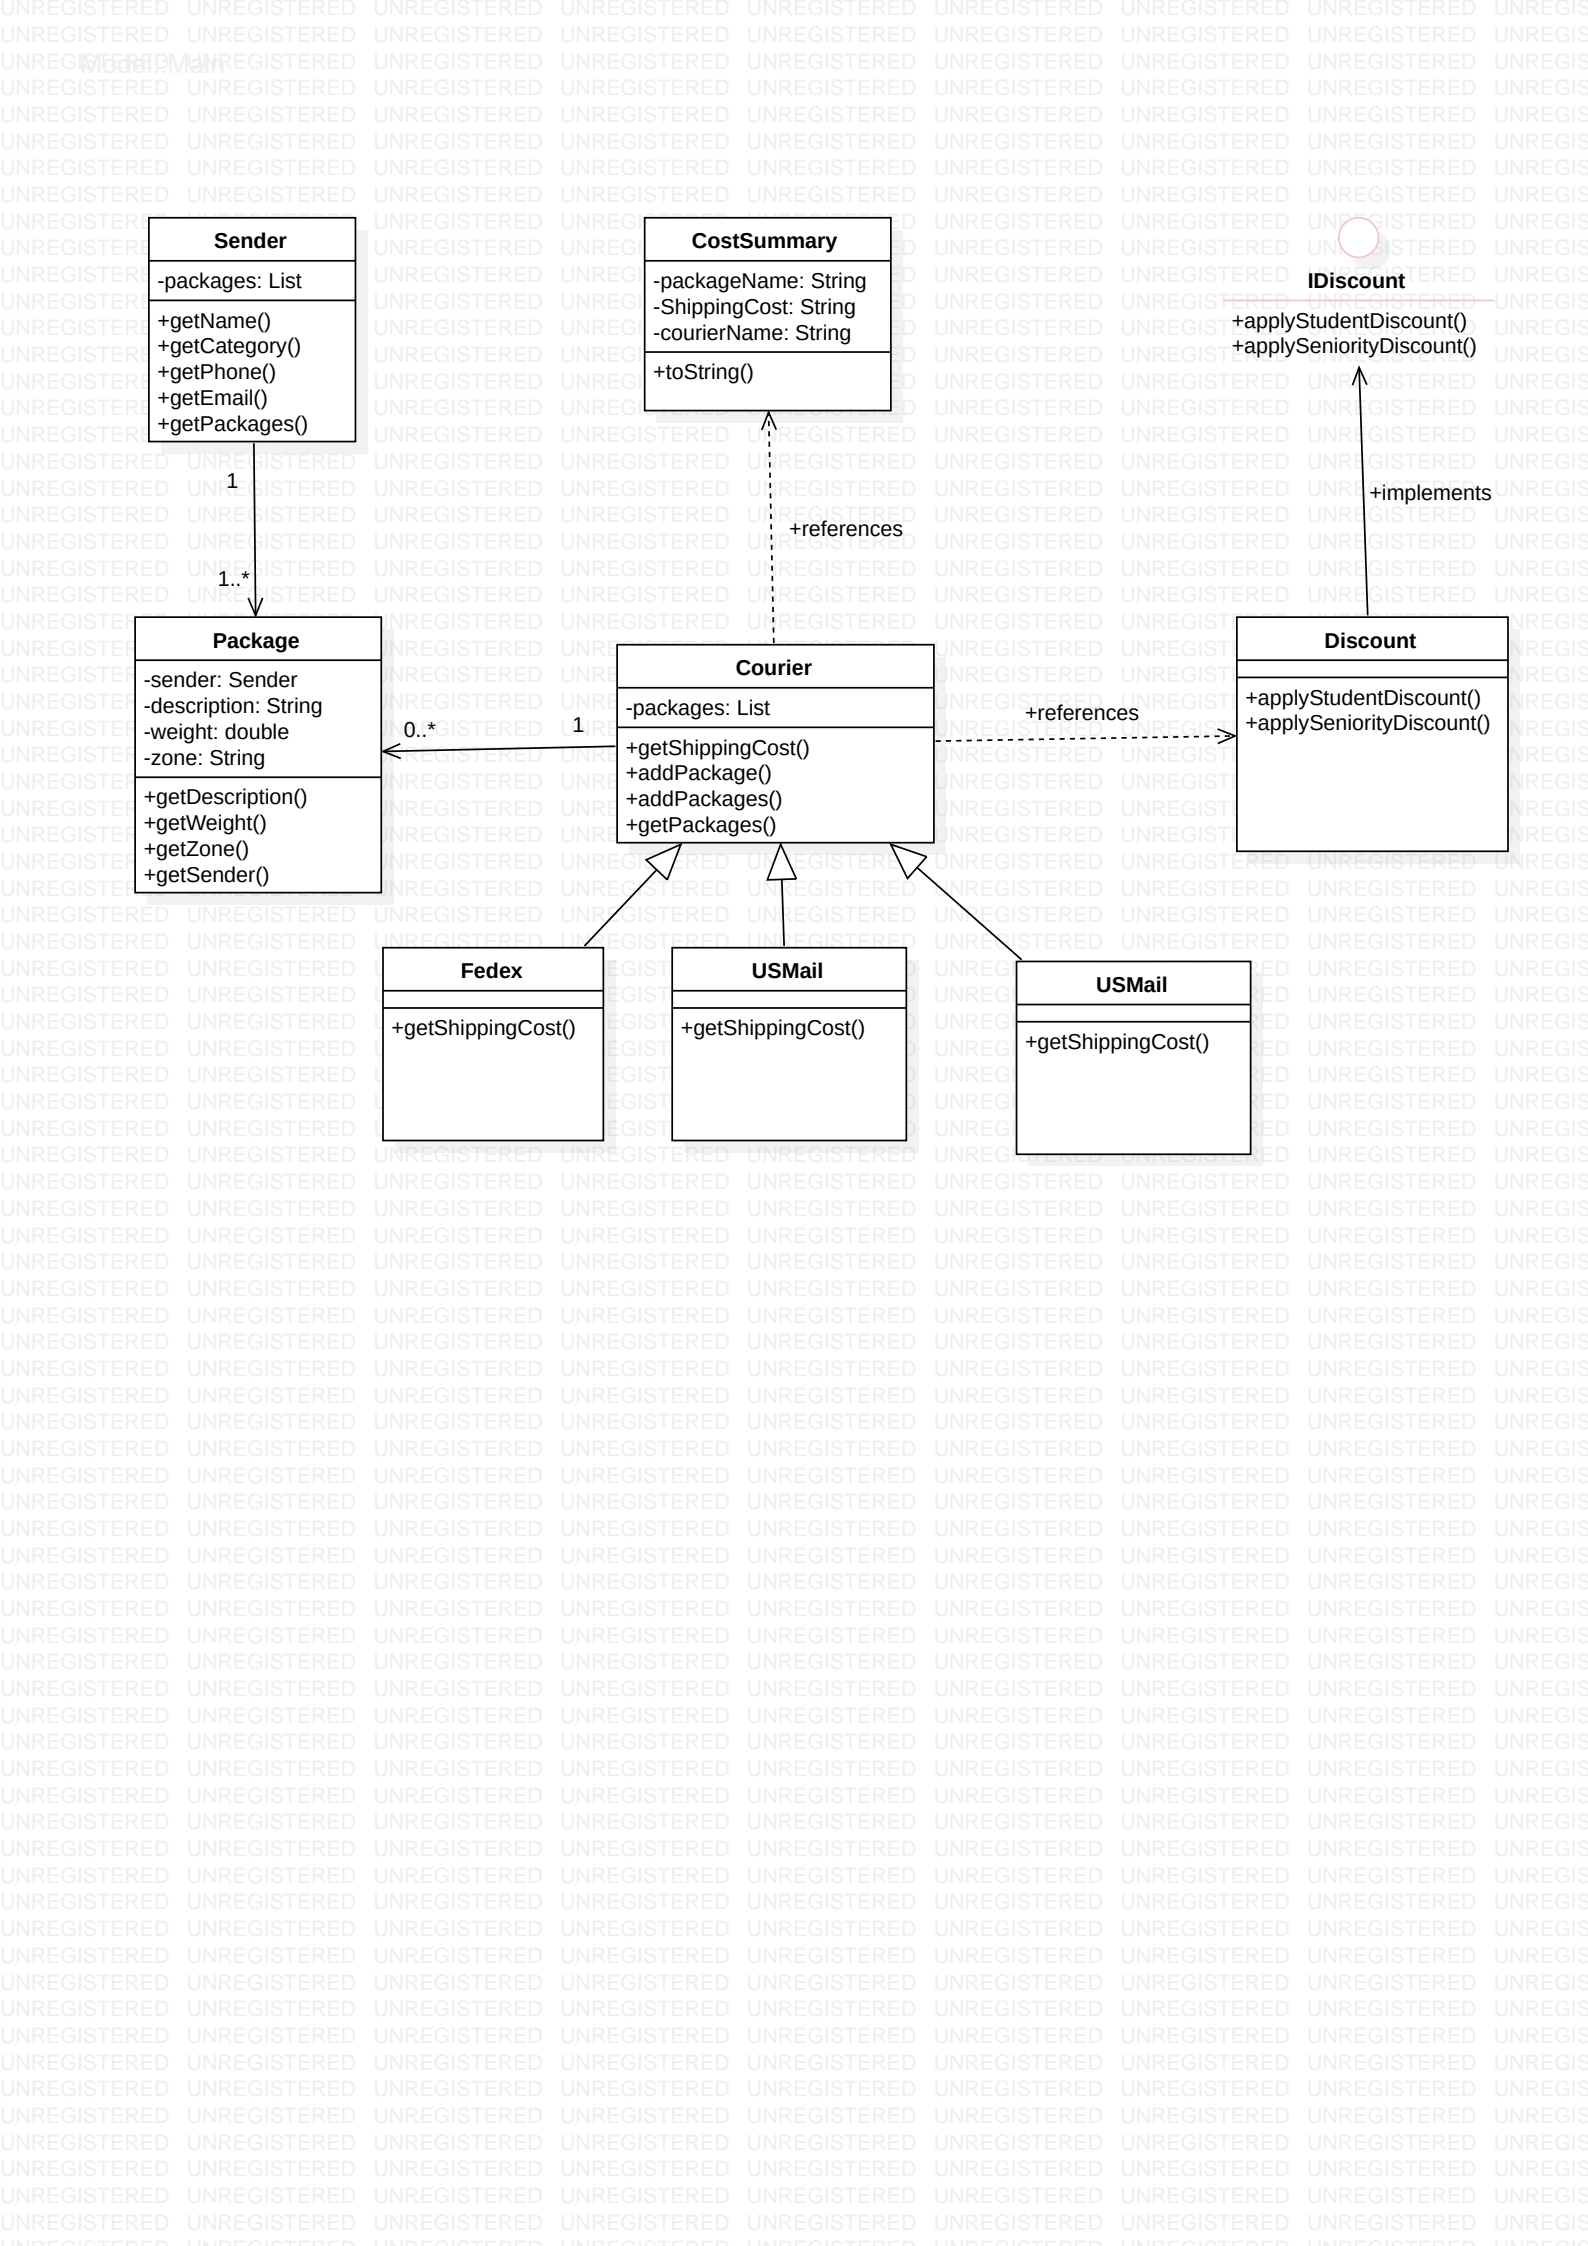 Model::Main
Sender
-packages: List
+getName()
+getCategory()
+getPhone()
+getEmail()
+getPackages()
CostSummary
-packageName: String
-ShippingCost: String
-courierName: String
+toString()
IDiscount
+applyStudentDiscount()
+applySeniorityDiscount()
1
1..*
+references
+implements
Package
-sender: Sender
-description: String
-weight: double
-zone: String
+getDescription()
+getWeight()
+getZone()
+getSender()
0..*
1
Courier
-packages: List
+getShippingCost()
+addPackage()
+addPackages()
+getPackages()
+references
Discount
+applyStudentDiscount()
+applySeniorityDiscount()
Fedex
+getShippingCost()
USMail
+getShippingCost()
USMail
+getShippingCost()
UNREGISTERED